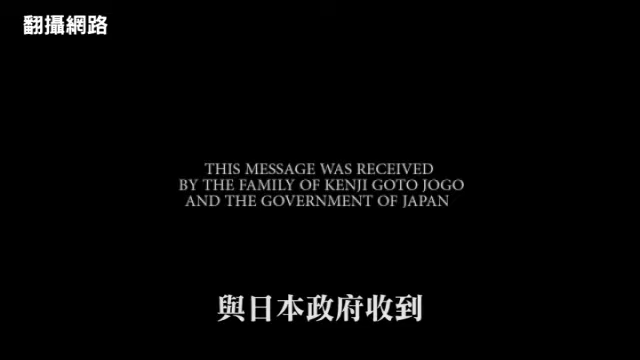 翻攝網路
THIS MESSAGE WAS RECEIVED
BY THE FAMILY OF KENJI GOTO JOGO
AND THE GOVERNMENT OF JAPAN
與日本政府收到